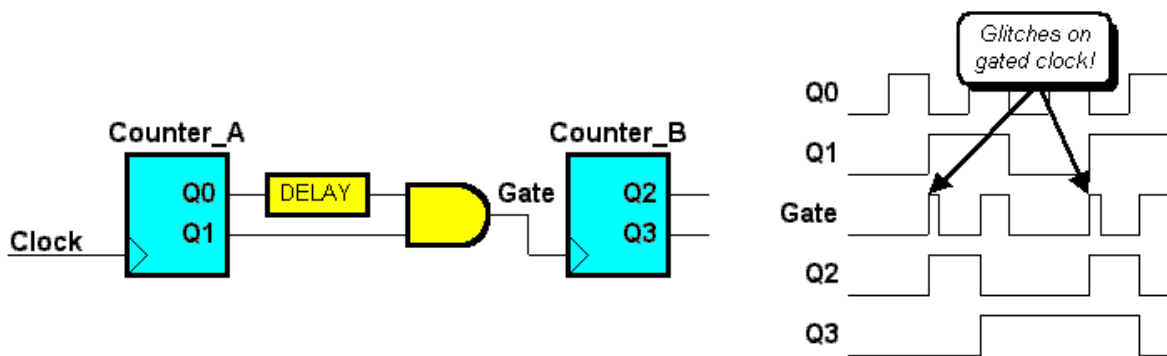 Counter_A
Q0
Q1
Clock
DELAY
Gate
Counter_B
Q2
Q3
Glitches on
gated clock!
Q0
Q1
Gate
Q2
Q3